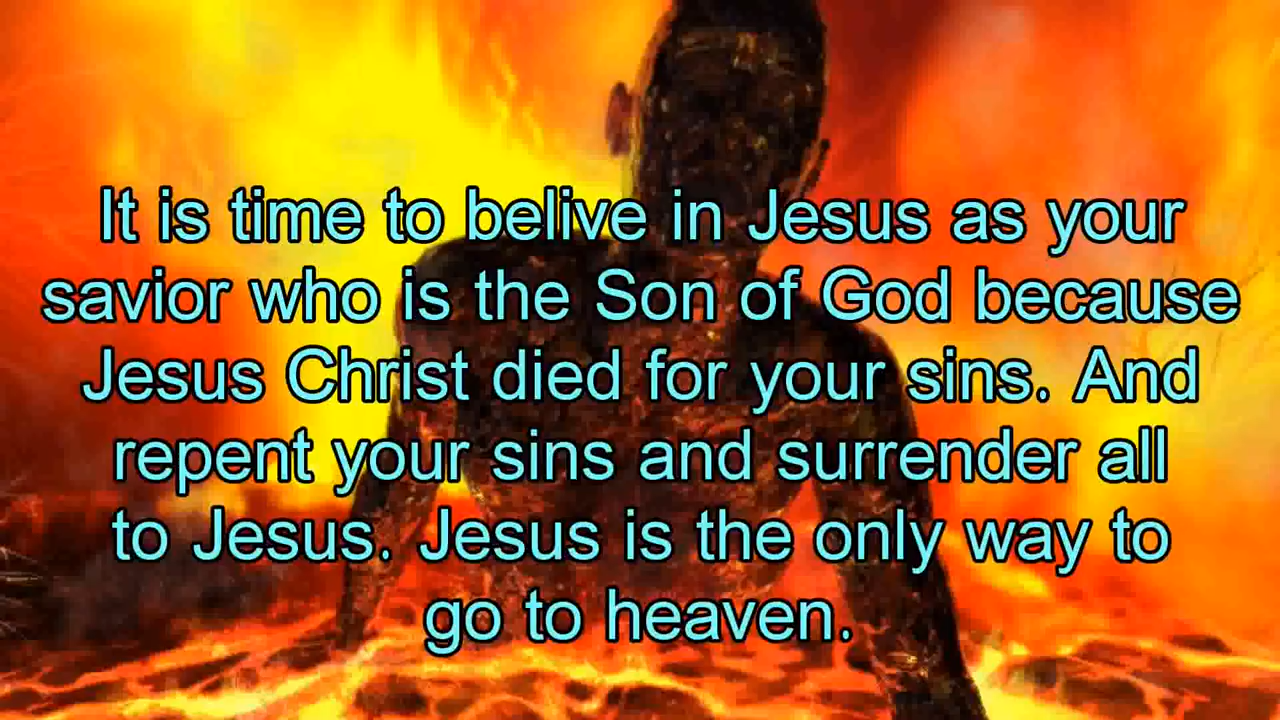 It is time to belive in Jesus as your
savior who is the Son of God because
Jesus Christ died for your sins. And
repent your sins and surrender all
to Jesus. Jesus is the only way to
go to heaven.